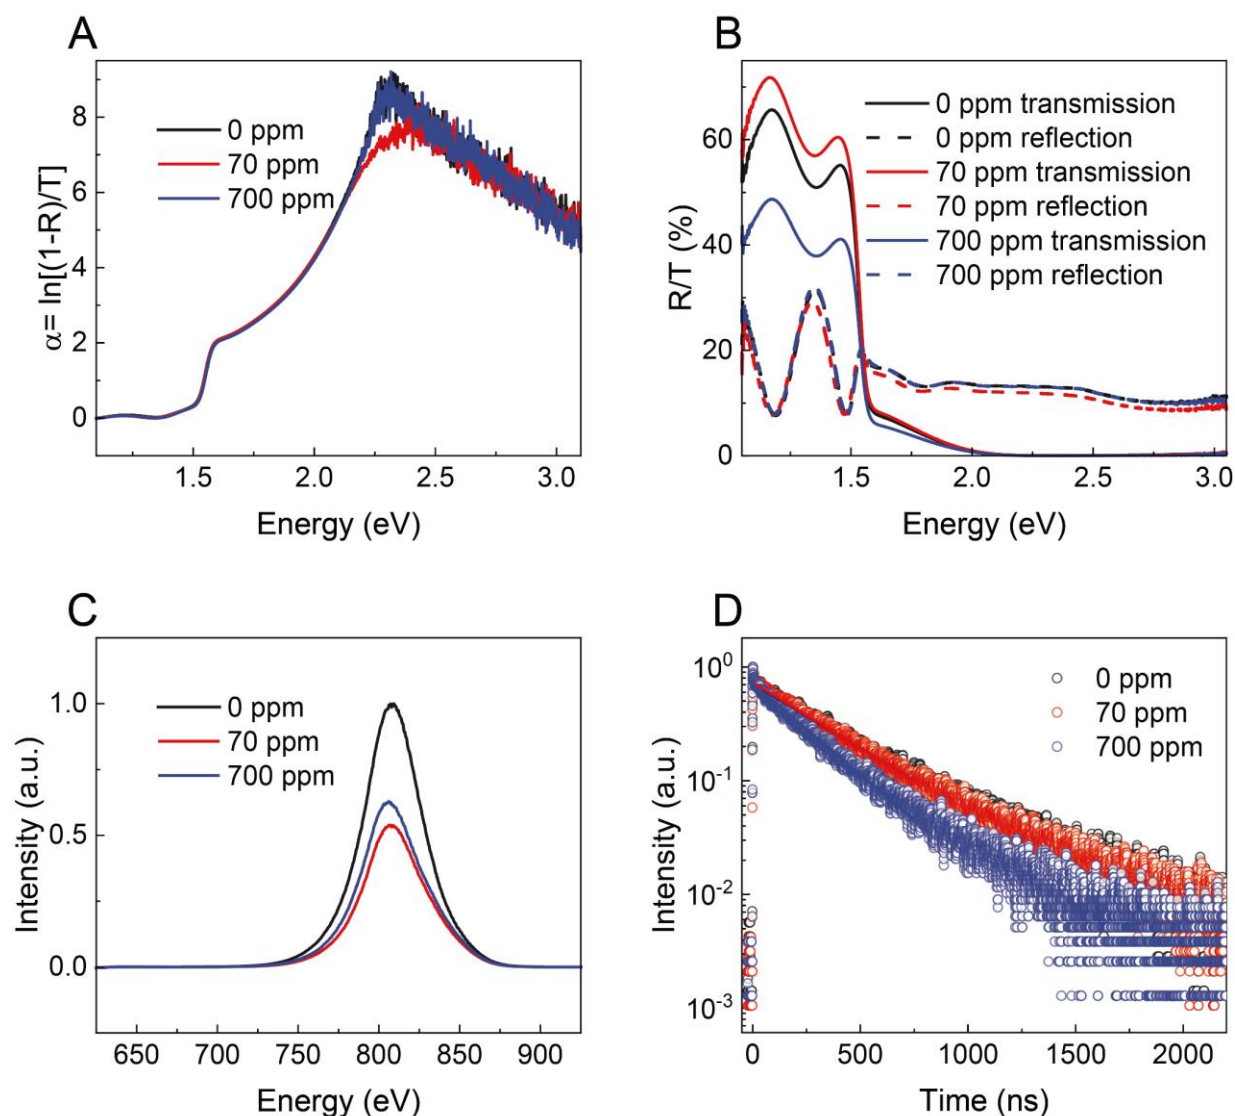 A
α= ln[(1-R)/T]
8
6
4
2
0
0 ppm
70 ppm
700 ppm
1.5
2.0
2.5
3.0
Energy (eV)
B
R/T (%)
60
40
20
0
0 ppm transmission
0 ppm reflection
70 ppm transmission
70 ppm reflection
700 ppm transmission
700 ppm reflection
1.5
2.0
2.5
3.0
Energy (eV)
C
Intensity (a.u.)
1.0
0.5
0.0
0 ppm
70 ppm
700 ppm
650
700
750
800
850
900
Energy (eV)
D
Intensity (a.u.)
10⁰
10⁻¹
10⁻²
10⁻³
0 ppm
70 ppm
700 ppm
0
500
1000
1500
2000
Time (ns)